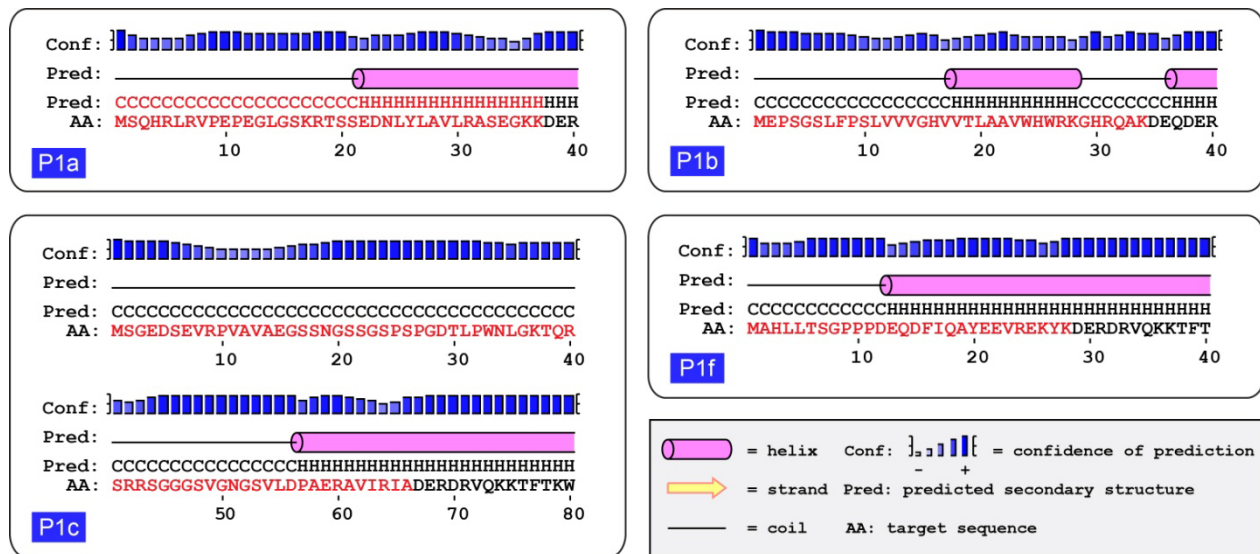 Conf:
Pred:
Pred: CCCCCCCCCCCCCCCCCCCCCHHHHHHHHHHHHHHHHHHH
AA: MSQHRLRVPEPEGLGSKRTSSEDNLYLAVLRASEGKKDER
10 20 30 40
P1a
Conf:
Pred:
Pred: CCCCCCCCCCCCCCCCCHHHHHHHHHHHCCCCCCCCHHHH
AA: MEPSGSLFPSLVVVGHVVTLAAVWHWRKGHRQAKDEQDER
10 20 30 40
P1b
Conf:
Pred:
Pred: CCCCCCCCCCCCCCCCCCCCCCCCCCCCCCCCCCCCCCCC
AA: MSGEDSEVRPVAVAEGSSNGSSGSPSPGDTLPWNLGKTQR
10 20 30 40
Conf:
Pred:
Pred: CCCCCCCCCCCCCCCCHHHHHHHHHHHHHHHHHHHHHHHH
AA: SRRSGGGSVGNGSVLDPAERAVIRIADERDRVQKKTFTKW
50 60 70 80
P1c
Conf:
Pred:
Pred: CCCCCCCCCCCCHHHHHHHHHHHHHHHHHHHHHHHHHHHH
AA: MAHLLTSGPPPDEQDFIQAYEEVREKYKDERDRVQKKTFT
10 20 30 40
P1f
= helix Conf: = confidence of prediction
- +
= strand Pred: predicted secondary structure
= coil AA: target sequence